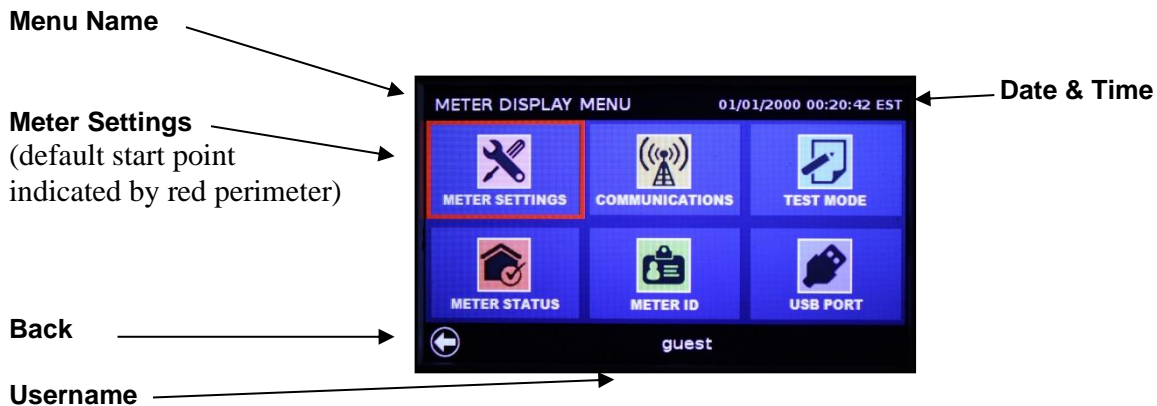 Menu Name
Date & Time
METER DISPLAY MENU 01/01/2000 00:20:42 EST
Meter Settings
(default start point
indicated by red perimeter)
METER SETTINGS COMMUNICATIONS TEST MODE
METER STATUS METER ID USB PORT
Back
guest
Username